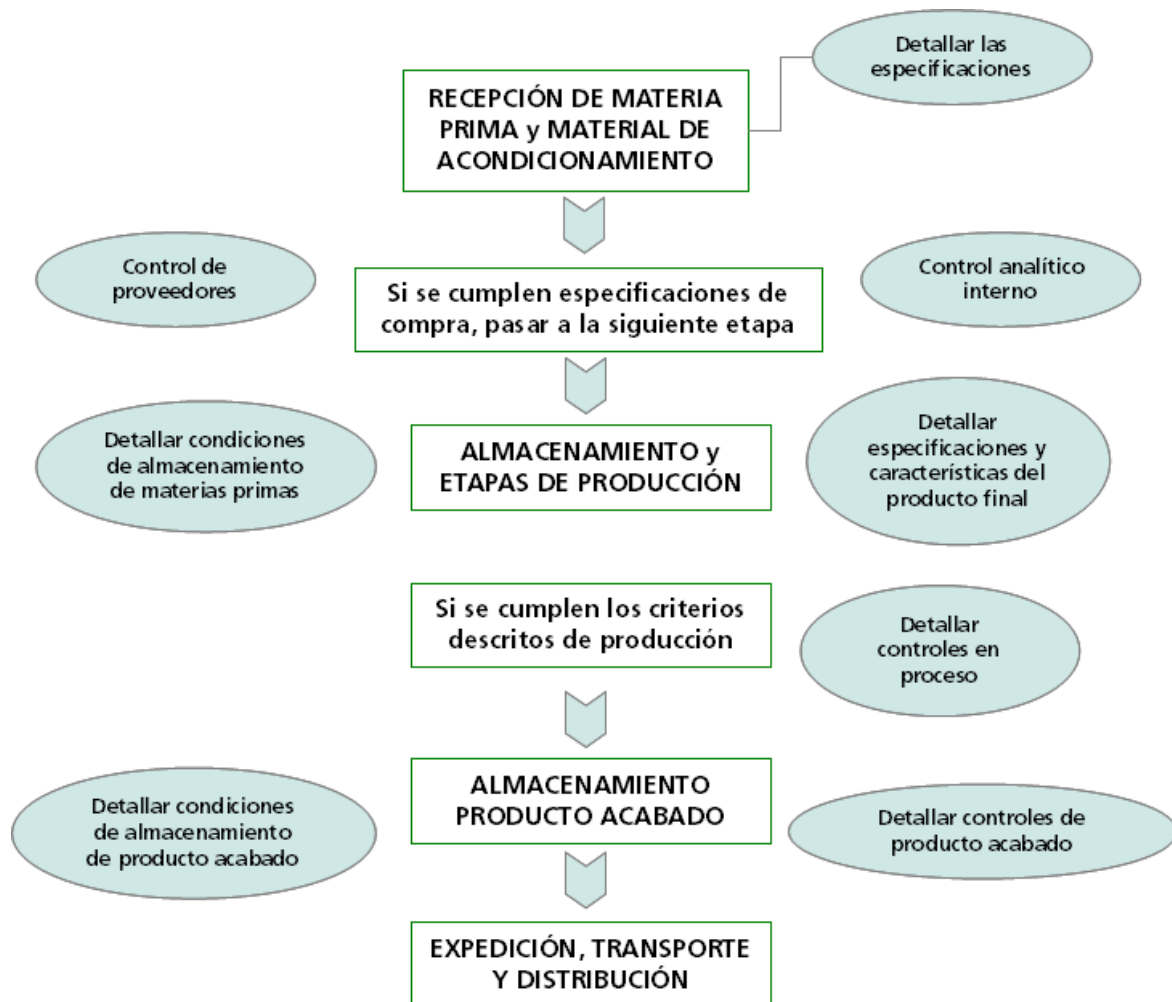 Detallar las
especificaciones
RECEPCIÓN DE MATERIA
PRIMA y MATERIAL DE
ACONDICIONAMIENTO
Control de
proveedores
Si se cumplen especificaciones de
compra, pasar a la siguiente etapa
Control analítico
interno
Detallar condiciones
de almacenamiento
de materias primas
ALMACENAMIENTO y
ETAPAS DE PRODUCCIÓN
Detallar
especificaciones y
característícas del
producto final
Si se cumplen los criterios
descritos de producción
Detallar
controles en
proceso
Detallar condiciones
de almacenamiento
de producto acabado
ALMACENAMIENTO
PRODUCTO ACABADO
Detallar controles de
producto acabado
EXPEDICIÓN, TRANSPORTE
Y DISTRIBUCIÓN